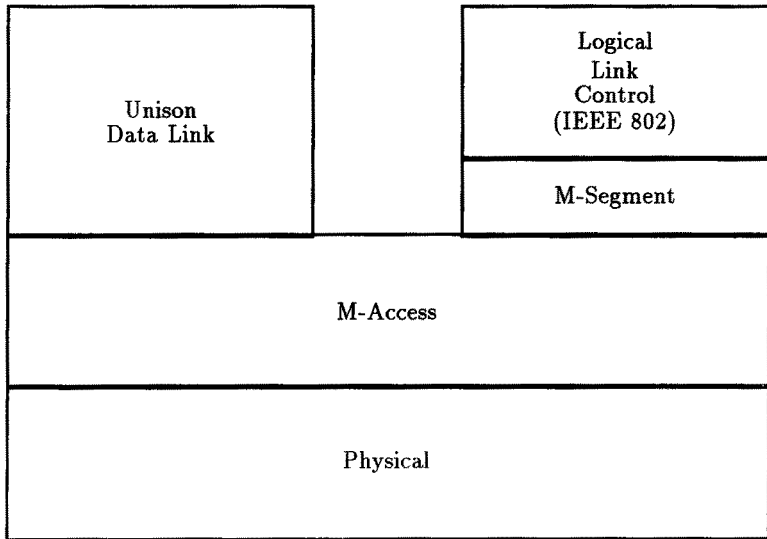 Unison
Data Link
Logical
Link
Control
(IEEE 802)
M-Segment
M-Access
Physical